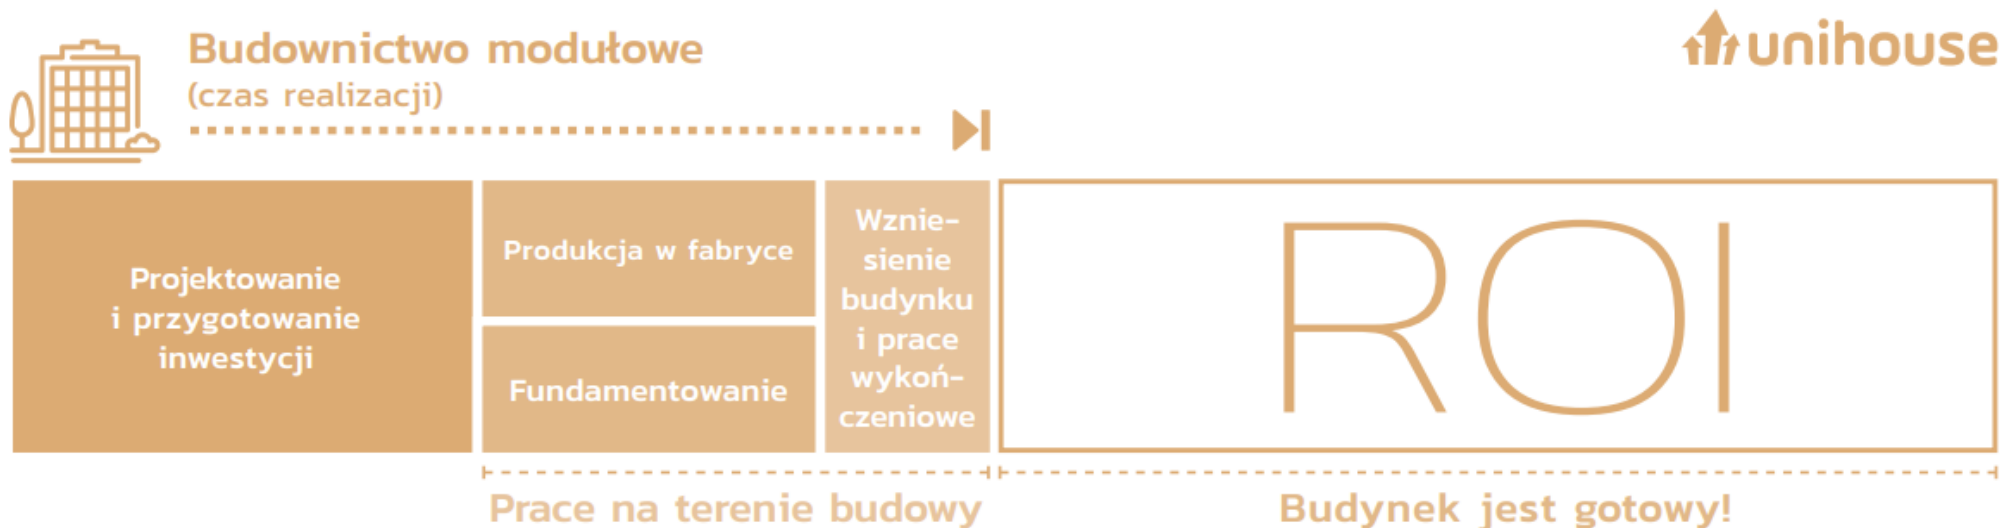 Budownictwo modułowe
(czas realizacji)
unihouse
Projektowanie
i przygotowanie
inwestycji
Produkcja w fabryce
Fundamentowanie
Wznie-
sienie
budynku
i prace
wykoń-
czeniowe
ROI
Prace na terenie budowy
Budynek jest gotowy!